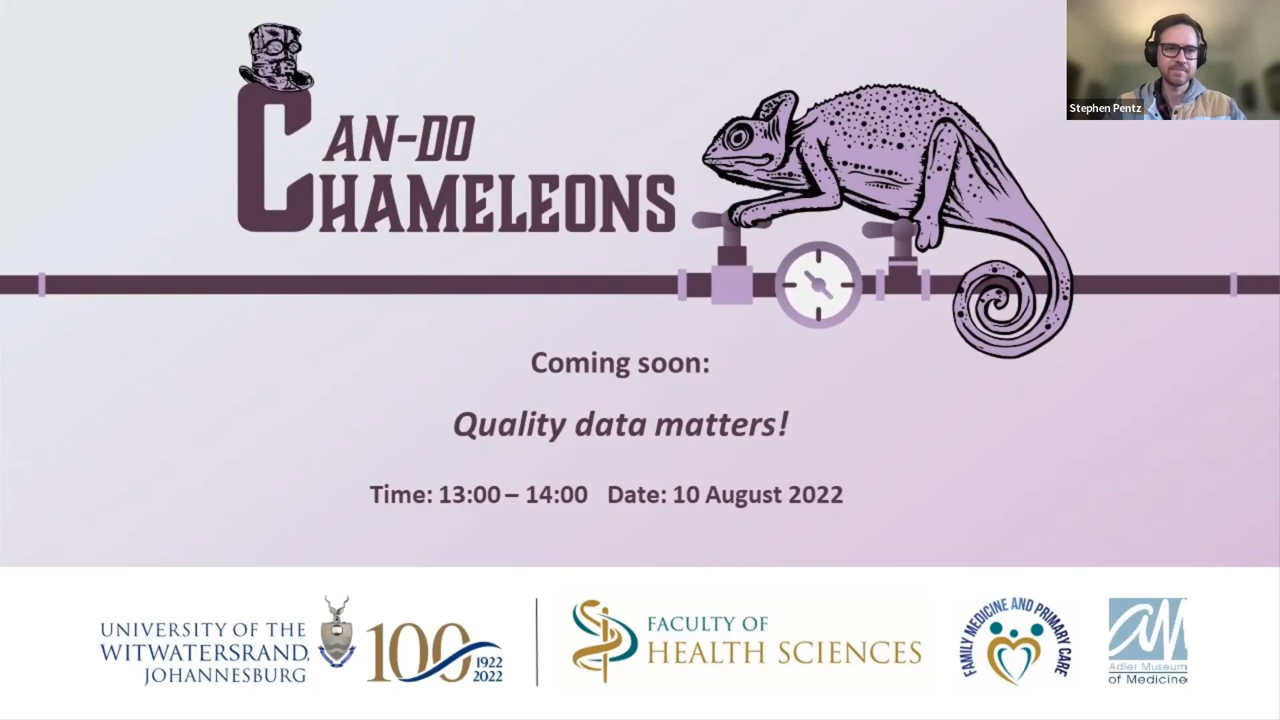 CAN-DO
CHAMELEONS
Stephen Pentz
Coming soon:
Quality data matters!
Time: 13:00 – 14:00 Date: 10 August 2022
UNIVERSITY OF THE
WITWATERSRAND,
JOHANNESBURG
100
1922
2022
FACULTY OF
HEALTH SCIENCES
FAMILY MEDICINE AND PRIMARY CARE
AM
Adler Museum
of Medicine